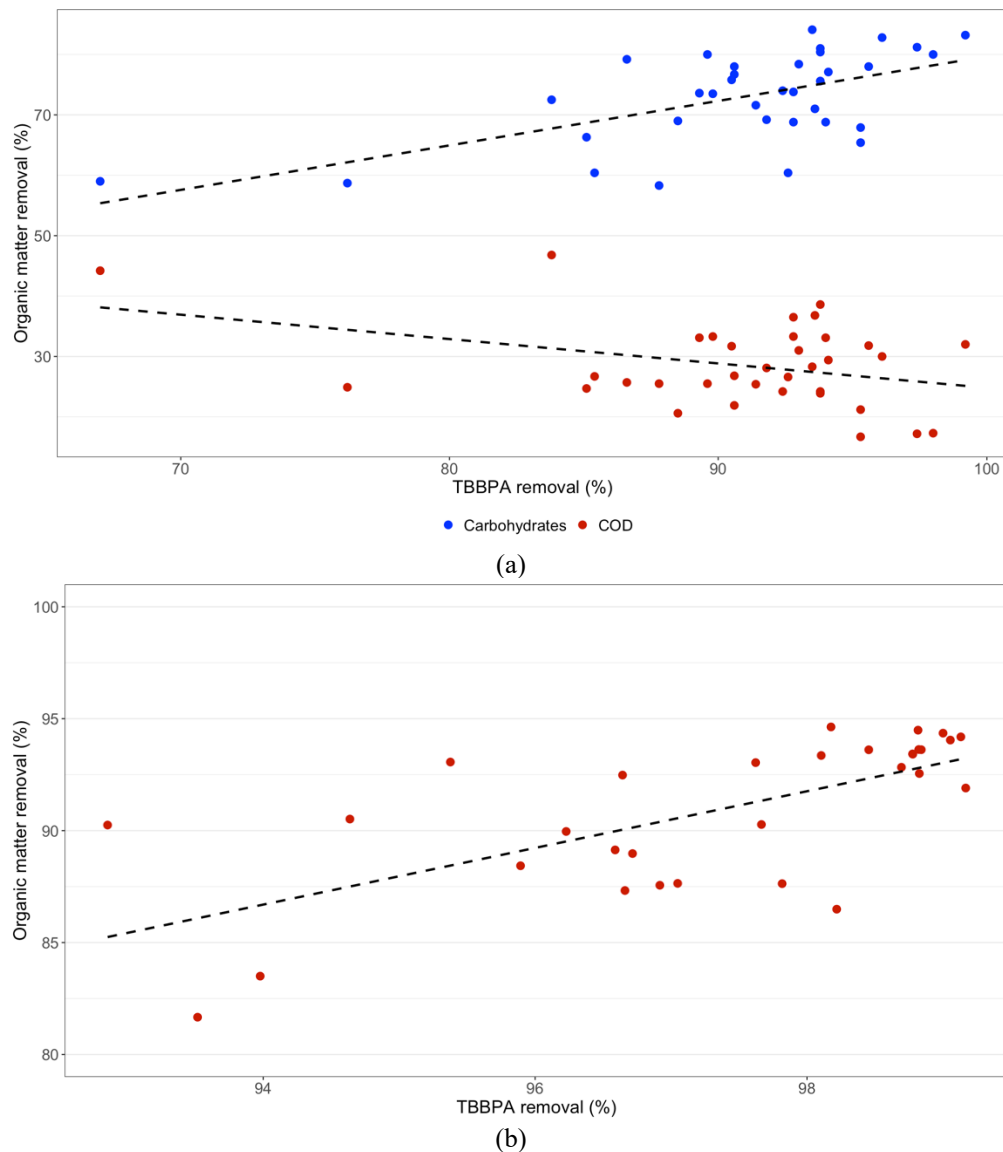 70
50
30
Organic matter removal (%)
70 80 90 100
TBBPA removal (%)
Carbohydrates COD
(a)
100
95
90
85
80
Organic matter removal (%)
94 96 98
TBBPA removal (%)
(b)